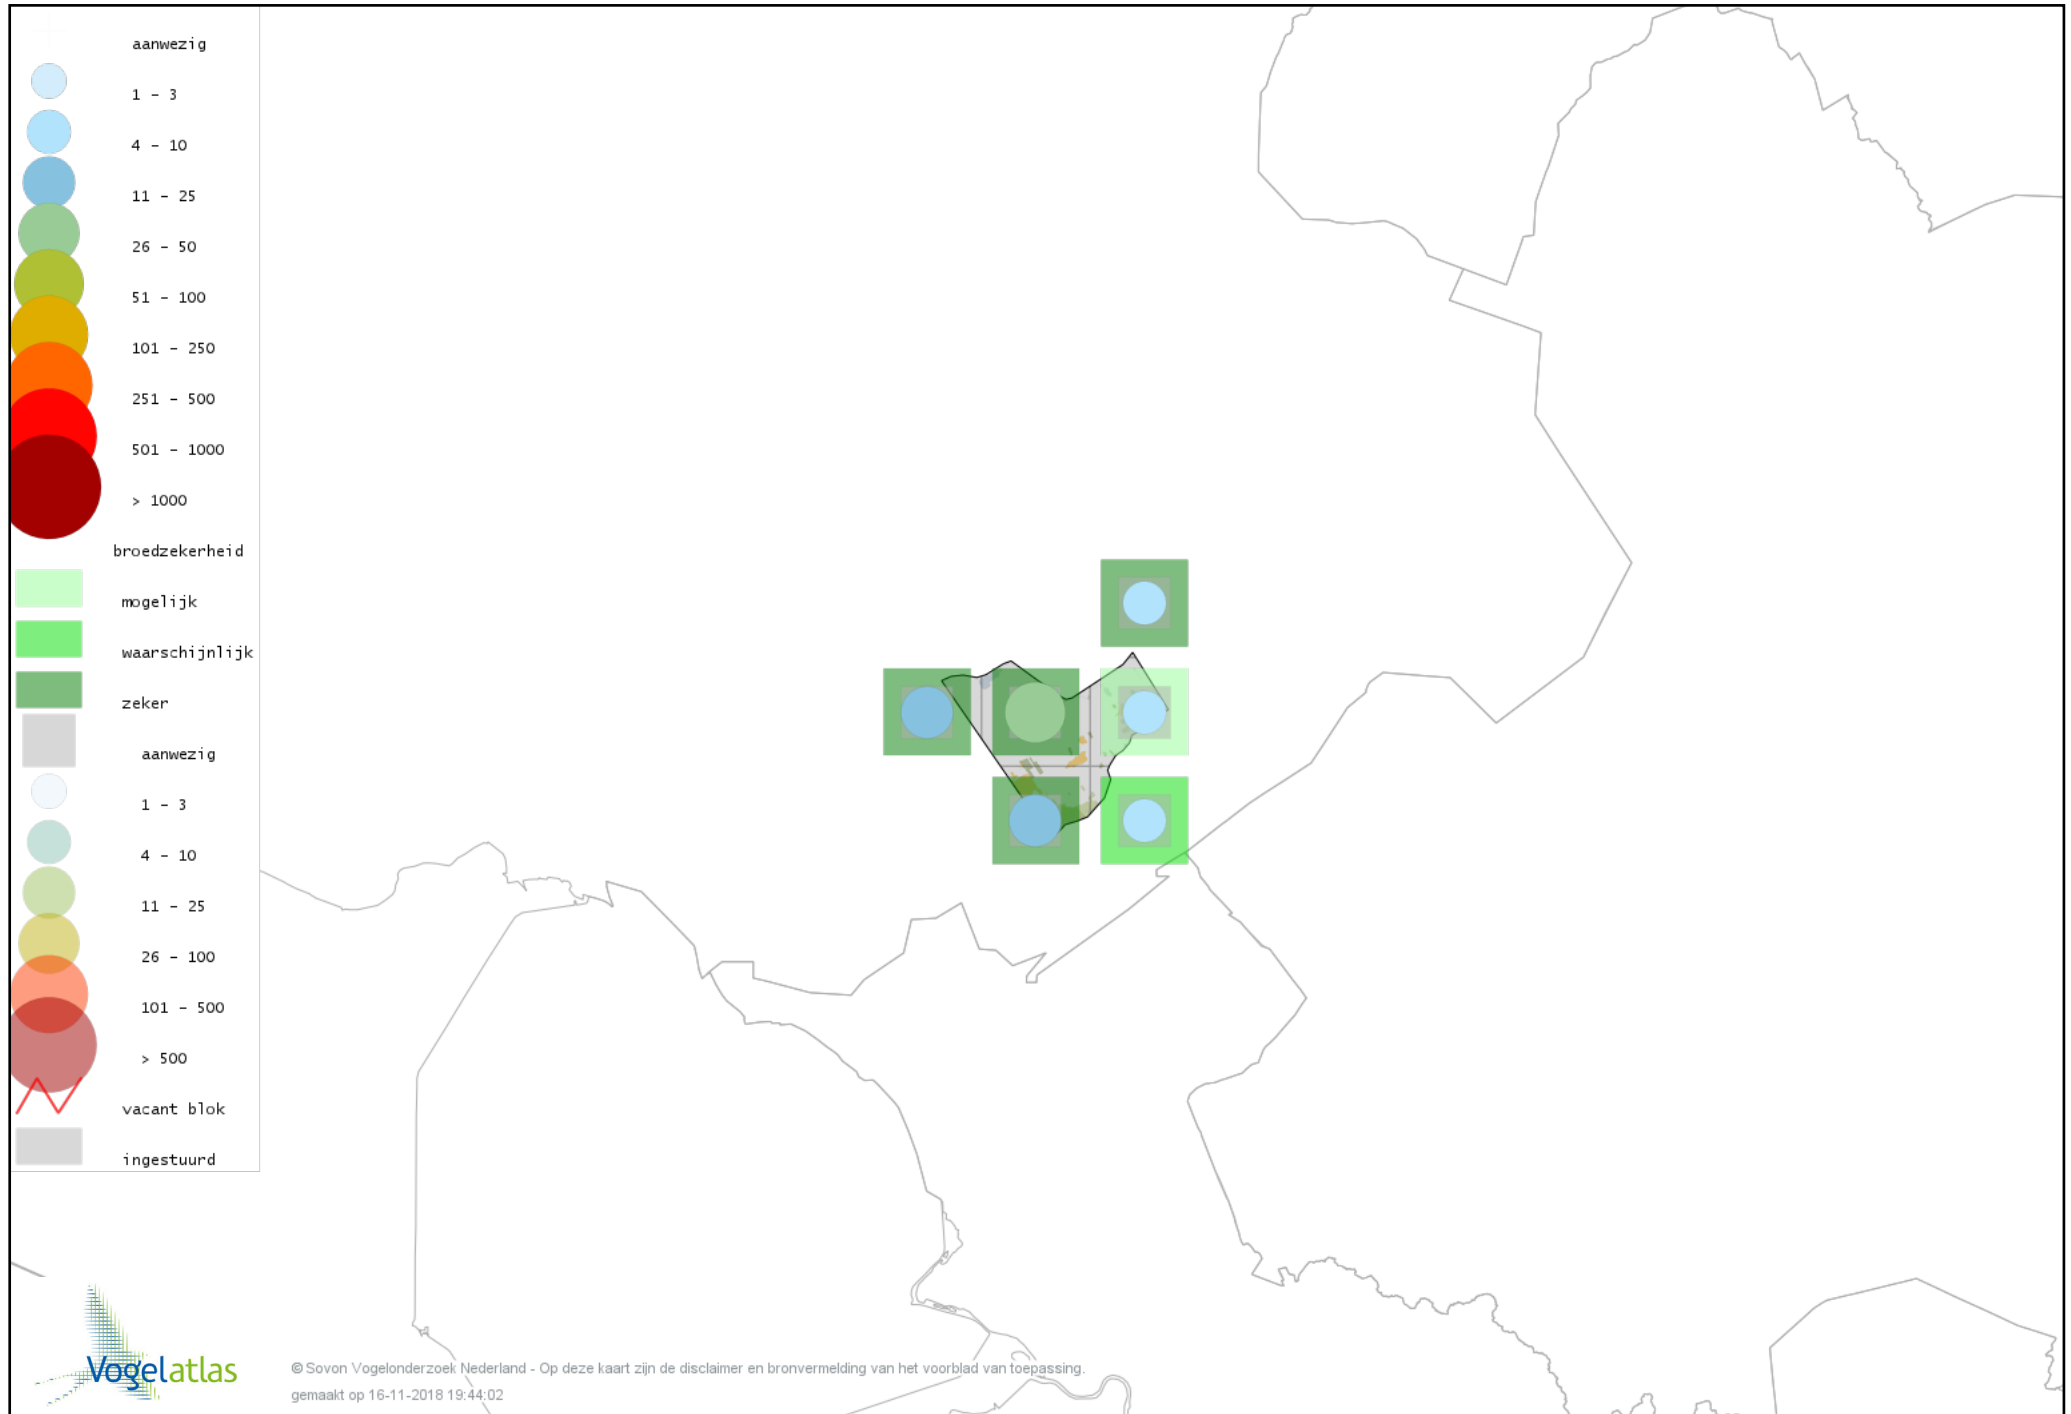 aanwezig
1 - 3
4 - 10
11 - 25
26 - 50
51 - 100
101 - 250
251 - 500
501 - 1000
> 1000
broedzekerheid
mogelijk
waarschijnlijk
zeker
aanwezig
1 - 3
4 - 10
11 - 25
26 - 100
101 - 500
> 500
vacant blok
ingestuurd
Vogelatlas
© Sovon Vogelonderzoek Nederland - Op deze kaart zijn de disclaimer en bronvermelding van het voorblad van toepassing.
gemaakt op 16-11-2018 19:44:02